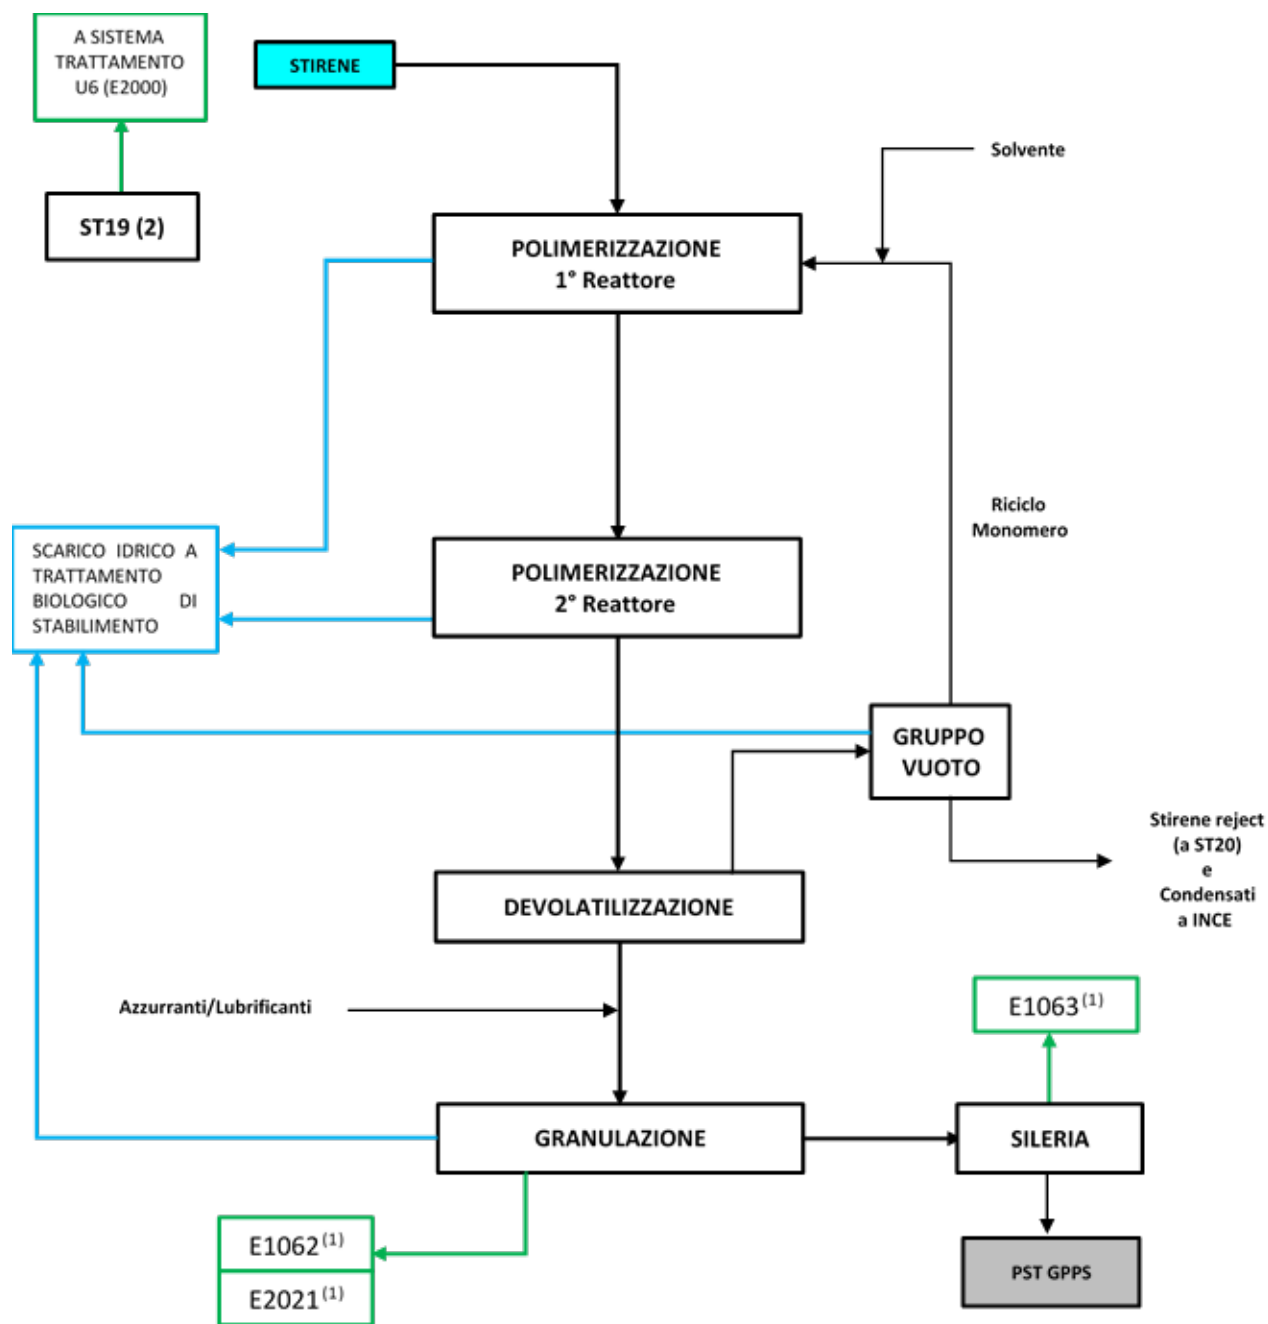 A SISTEMA
TRATTAMENTO
U6 (E2000)
STIRENE
Solvente
ST19 (2)
POLIMERIZZAZIONE
1° Reattore
Riciclo
Monomero
SCARICO IDRICO A
TRATTAMENTO
BIOLOGICO DI
STABILIMENTO
POLIMERIZZAZIONE
2° Reattore
GRUPPO
VUOTO
Stirene reject
(a ST20)
e
Condensati
a INCE
DEVOLATILIZZAZIONE
Azzurranti/Lubrificanti
E1063(1)
GRANULAZIONE
SILERIA
E1062(1)
E2021(1)
PST GPPS